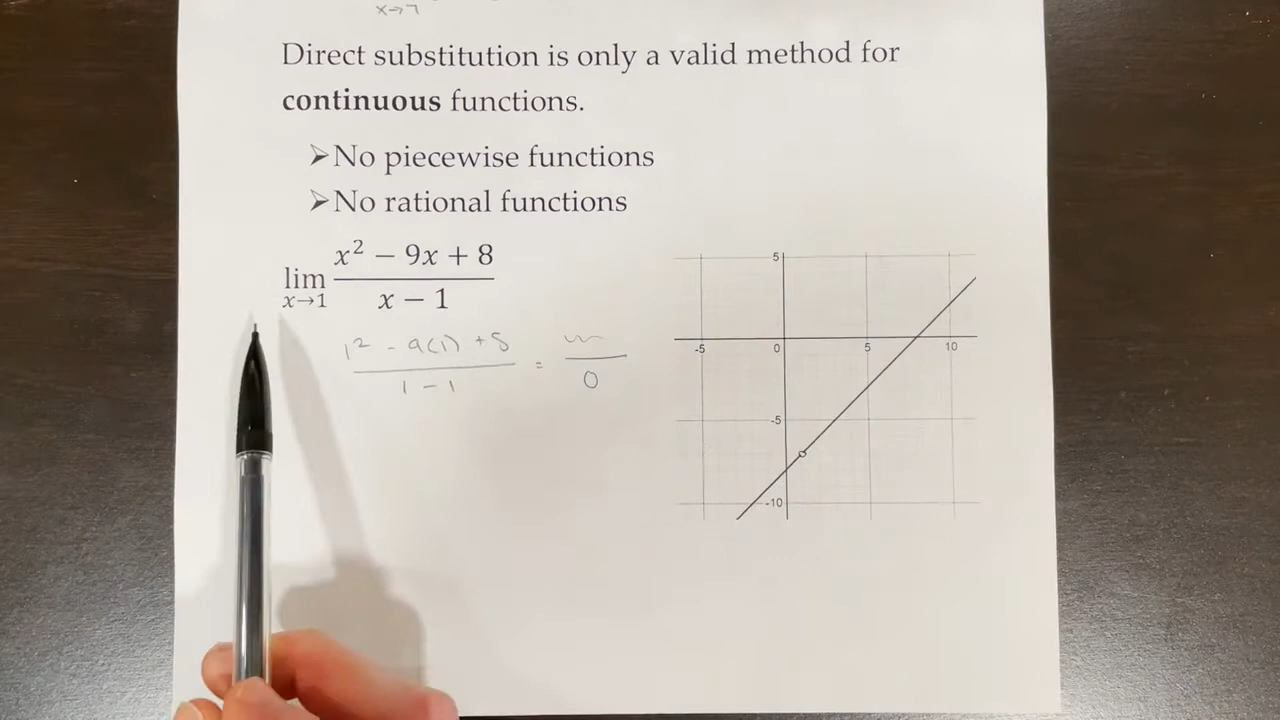 x→7
Direct substitution is only a valid method for
continuous functions.
➤No piecewise functions
➤No rational functions
lim x→1 (x² − 9x + 8)/(x − 1)
(1² - 9(1) + 8)/(1 - 1) = /0
5
-5 0 5 10
-5
-10